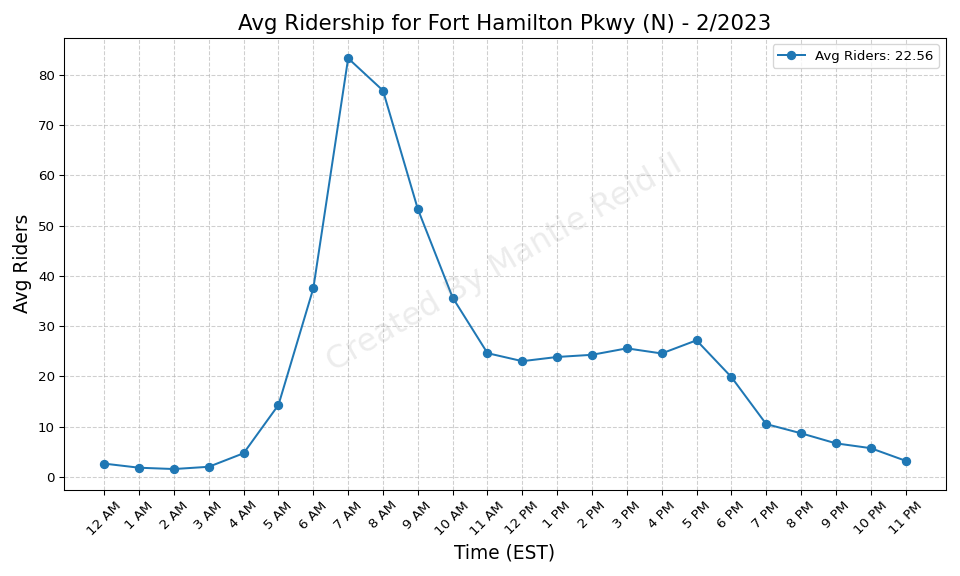 Avg Ridership for Fort Hamilton Pkwy (N) - 2/2023
Avg Riders: 22.56
80
70
60
50
40
30
20
10
0
Avg Riders
Created By Mantie Reid II
12 AM 1 AM 2 AM 3 AM 4 AM 5 AM 6 AM 7 AM 8 AM 9 AM 10 AM 11 AM 12 PM 1 PM 2 PM 3 PM 4 PM 5 PM 6 PM 7 PM 8 PM 9 PM 10 PM 11 PM
Time (EST)